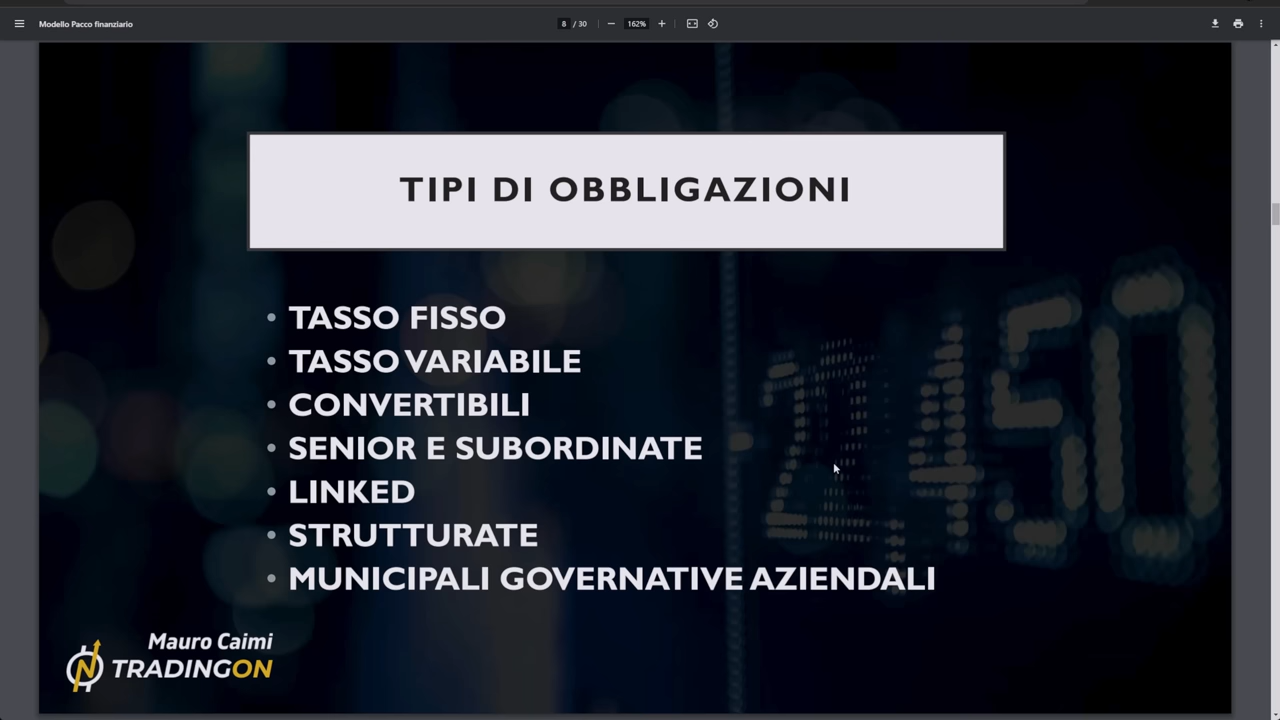 Modello Pacco finanziario
8 / 30
162%
TIPI DI OBBLIGAZIONI
TASSO FISSO
TASSO VARIABILE
CONVERTIBILI
SENIOR E SUBORDINATE
LINKED
STRUTTURATE
MUNICIPALI GOVERNATIVE AZIENDALI
Mauro Caimi
TRADINGON